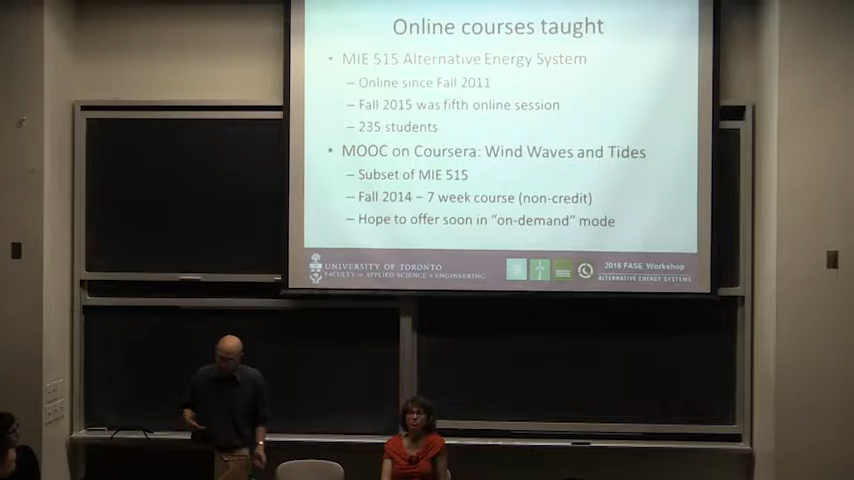 Online courses taught
• MIE 515 Alternative Energy System
– Online since Fall 2011
– Fall 2015 was fifth online session
– 235 students
• MOOC on Coursera: Wind Waves and Tides
– Subset of MIE 515
– Fall 2014 – 7 week course (non-credit)
– Hope to offer soon in "on-demand" mode
UNIVERSITY OF TORONTO
FACULTY OF APPLIED SCIENCE & ENGINEERING
2016 FASE Workshop
ALTERNATIVE ENERGY SYSTEMS